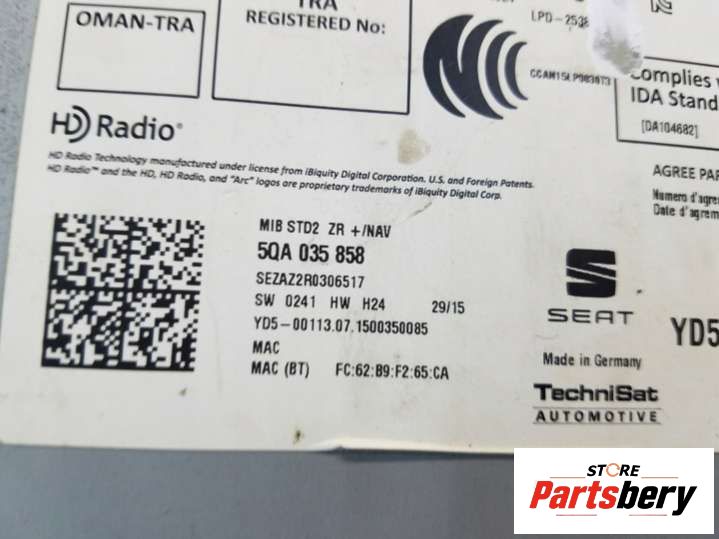 OMAN-TRA
TRA
REGISTERED No:
LPD-2538
CCAM15LP0830T3
Complies
IDA Stand
[DA104682]
HD Radio®
HD Radio Technology manufactured under license from iBiquity Digital Corporation. U.S. and Foreign Patents.
HD Radio™ and the HD, HD Radio, and "Arc" logos are proprietary trademarks of iBiquity Digital Corp.
AGREE PAR
Numero d'agre
Date d'agrem
MIB STD2 ZR +/NAV
5QA 035 858
SEZAZ2R0306517
SW 0241 HW H24 29/15
YD5-00113.07.1500350085
MAC
MAC (BT) FC:62:B9:F2:65:CA
SEAT
YD5
Made in Germany
TechniSat
AUTOMOTIVE
STORE
Partsbery